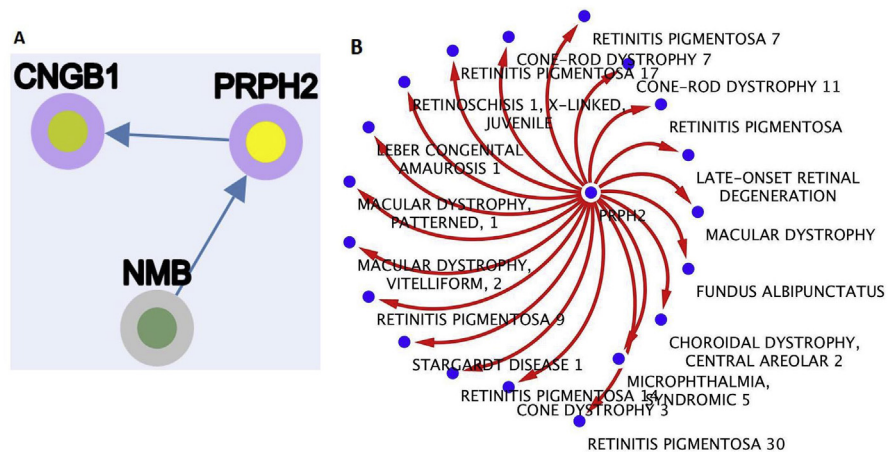 A
CNGB1
PRPH2
NMB
B
RETINITIS PIGMENTOSA 7
CONE-ROD DYSTROPHY 7
RETINITIS PIGMENTOSA 17
CONE-ROD DYSTROPHY 11
RETINOSCHISIS 1, X-LINKED,
JUVENILE
RETINITIS PIGMENTOSA
LEBER CONGENITAL
AMAUROSIS 1
LATE-ONSET RETINAL
DEGENERATION
MACULAR DYSTROPHY,
PATTERNED, 1
PRPH2
MACULAR DYSTROPHY
MACULAR DYSTROPHY,
VITELLIFORM, 2
FUNDUS ALBIPUNCTATUS
RETINITIS PIGMENTOSA 9
CHOROIDAL DYSTROPHY,
CENTRAL AREOLAR 2
STARGARDT DISEASE 1
MICROPHTHALMIA,
SYNDROMIC 5
RETINITIS PIGMENTOSA 14
CONE DYSTROPHY 3
RETINITIS PIGMENTOSA 30